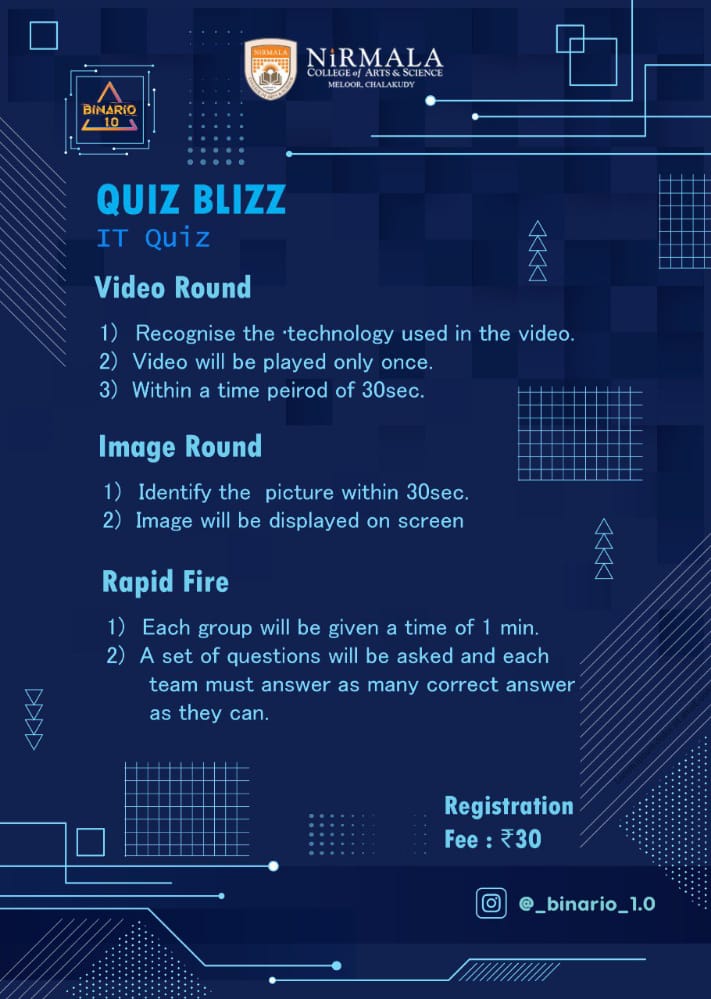 NiRMALA
NiRMALA
COLLEGE of ARTS & SCIENCE
MELOOR, CHALAKUDY
BINARIO
1.0
QUIZ BLIZZ
IT Quiz
Video Round
1) Recognise the ·technology used in the video.
2) Video will be played only once.
3) Within a time peirod of 30sec.
Image Round
1) Identify the picture within 30sec.
2) Image will be displayed on screen
Rapid Fire
1) Each group will be given a time of 1 min.
2) A set of questions will be asked and each
team must answer as many correct answer
as they can.
Registration
Fee : ₹30
@_binario_1.0